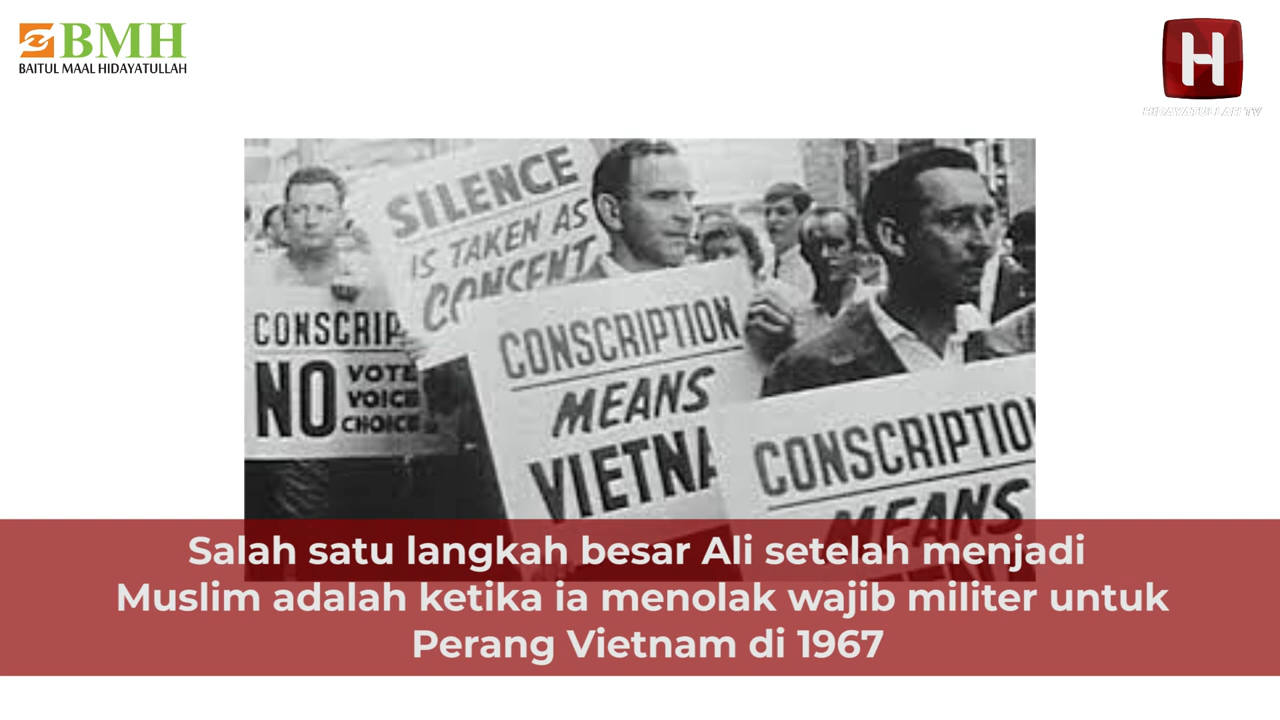 BMH
BAITUL MAAL HIDAYATULLAH
H
HIDAYATULLAH TV
SILENCE
IS TAKEN AS
CONCENT
CONSCRIP
NO VOTE
VOICE
CHOICE
CONSCRIPTION
MEANS
VIETNA
CONSCRIPTIO
MEANS
Salah satu langkah besar Ali setelah menjadi
Muslim adalah ketika ia menolak wajib militer untuk
Perang Vietnam di 1967